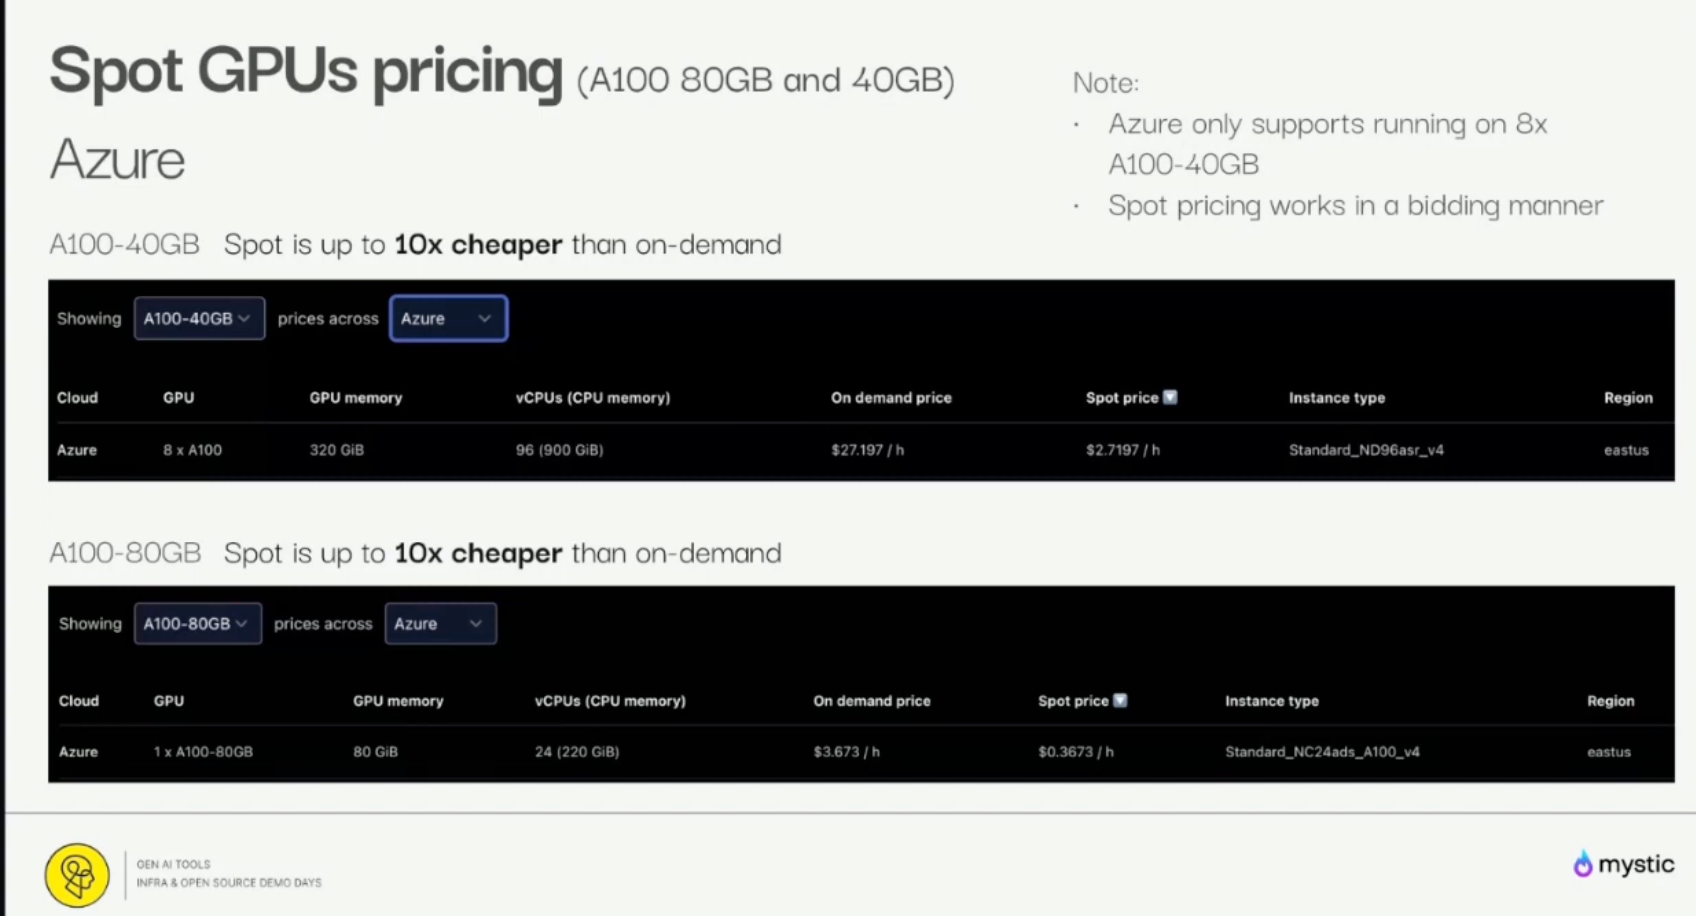 Spot GPUs pricing (A100 80GB and 40GB)
Azure
Note:
· Azure only supports running on 8x
A100-40GB
· Spot pricing works in a bidding manner
A100-40GB Spot is up to 10x cheaper than on-demand
Showing A100-40GB prices across Azure
Cloud GPU GPU memory vCPUs (CPU memory) On demand price Spot price Instance type Region
Azure 8 x A100 320 GiB 96 (900 GiB) $27.197 / h $2.7197 / h Standard_ND96asr_v4 eastus
A100-80GB Spot is up to 10x cheaper than on-demand
Showing A100-80GB prices across Azure
Cloud GPU GPU memory vCPUs (CPU memory) On demand price Spot price Instance type Region
Azure 1 x A100-80GB 80 GiB 24 (220 GiB) $3.673 / h $0.3673 / h Standard_NC24ads_A100_v4 eastus
GEN AI TOOLS
INFRA & OPEN SOURCE DEMO DAYS
mystic